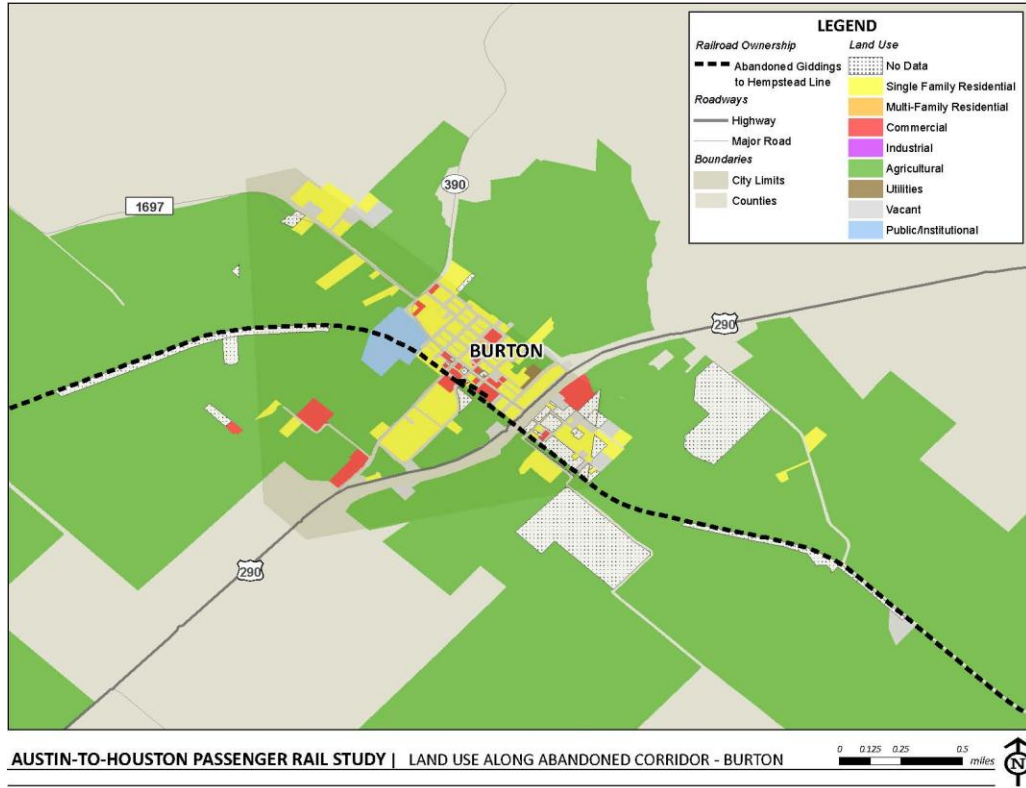 LEGEND
Railroad Ownership
Abandoned Giddings
to Hempstead Line
Roadways
Highway
Major Road
Boundaries
City Limits
Counties
Land Use
No Data
Single Family Residential
Multi-Family Residential
Commercial
Industrial
Agricultural
Utilities
Vacant
Public/Institutional
390
1697
290
BURTON
290
AUSTIN-TO-HOUSTON PASSENGER RAIL STUDY | LAND USE ALONG ABANDONED CORRIDOR - BURTON
0 0.125 0.25 0.5
miles
N